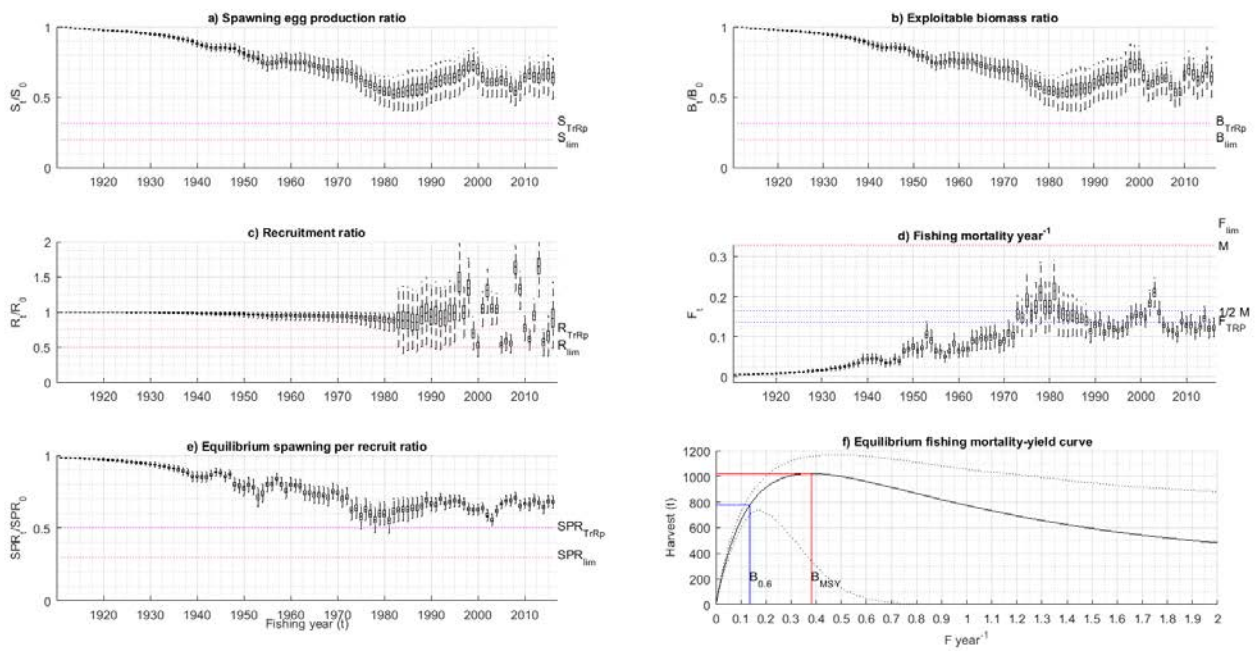 a) Spawning egg production ratio
1
0.5
0
S_t/S_0
S_TrRp
S_lim
1920 1930 1940 1950 1960 1970 1980 1990 2000 2010
b) Exploitable biomass ratio
1
0.5
0
B_t/B_0
B_TrRp
B_lim
1920 1930 1940 1950 1960 1970 1980 1990 2000 2010
c) Recruitment ratio
2
1.5
1
0.5
0
R_t/R_0
R_TrRp
R_lim
1920 1930 1940 1950 1960 1970 1980 1990 2000 2010
d) Fishing mortality year^-1
F_lim
M
0.3
0.2
0.1
0
F_t
1/2 M
F_TRP
1920 1930 1940 1950 1960 1970 1980 1990 2000 2010
e) Equilibrium spawning per recruit ratio
1
0.5
0
SPR_t/SPR_0
SPR_TrRp
SPR_lim
1920 1930 1940 1950 1960 1970 1980 1990 2000 2010
Fishing year (t)
f) Equilibrium fishing mortality-yield curve
1200
1000
800
600
400
200
0
Harvest (t)
B_0.6
B_MSY
0 0.1 0.2 0.3 0.4 0.5 0.6 0.7 0.8 0.9 1 1.1 1.2 1.3 1.4 1.5 1.6 1.7 1.8 1.9 2
F year^-1